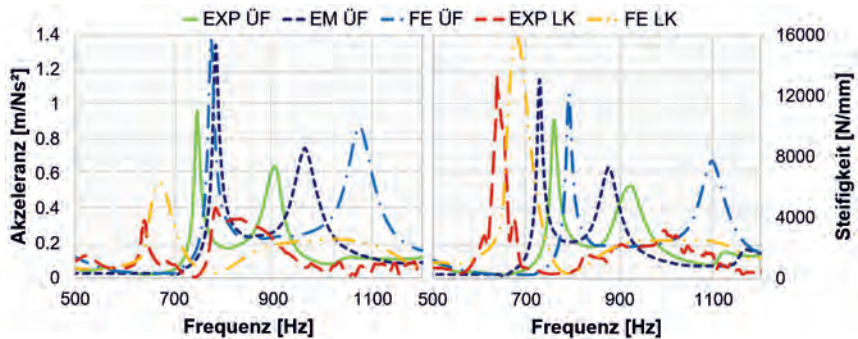 EXP ÜF EM ÜF FE ÜF EXP LK FE LK
Akzeleranz [m/Ns²]
1.4
1.2
1
0.8
0.6
0.4
0.2
0
500 700 900 1100
Frequenz [Hz]
500 700 900 1100
Frequenz [Hz]
16000
12000
8000
4000
0
Steifigkeit [N/mm]